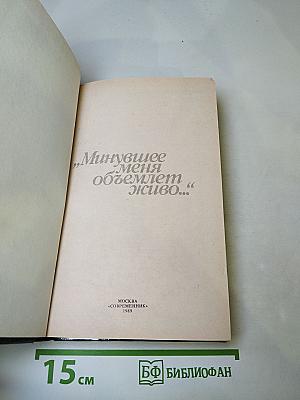 „Минувшее
меня
объемлет
живо...“
МОСКВА
«СОВРЕМЕННИК»
1989
15 см
БФ БИБЛИОФАН